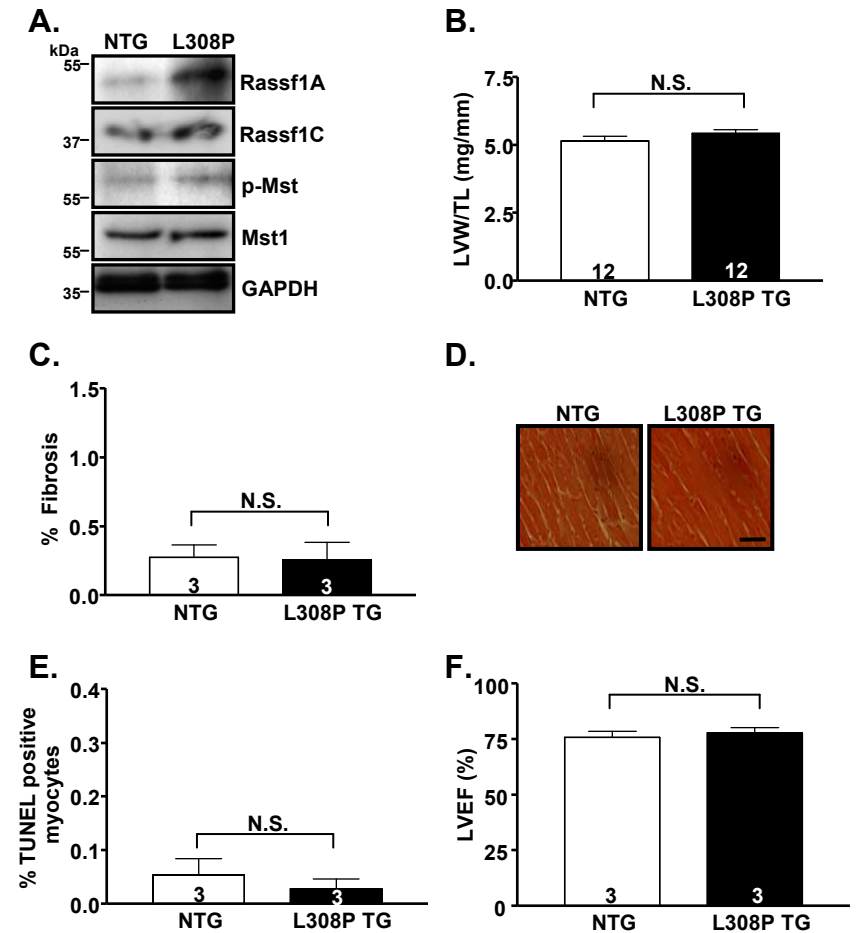 A.
NTG L308P
kDa
55
Rassf1A
37
Rassf1C
55
p-Mst
55
Mst1
35
GAPDH
B.
LVW/TL (mg/mm)
7.5
5.0
2.5
0.0
N.S.
12 12
NTG L308P TG
C.
% Fibrosis
1.5
1.0
0.5
0.0
N.S.
3 3
NTG L308P TG
D.
NTG L308P TG
E.
% TUNEL positive
myocytes
0.4
0.3
0.2
0.1
0.0
N.S.
3 3
NTG L308P TG
F.
LVEF (%)
100
75
50
25
0
N.S.
3 3
NTG L308P TG